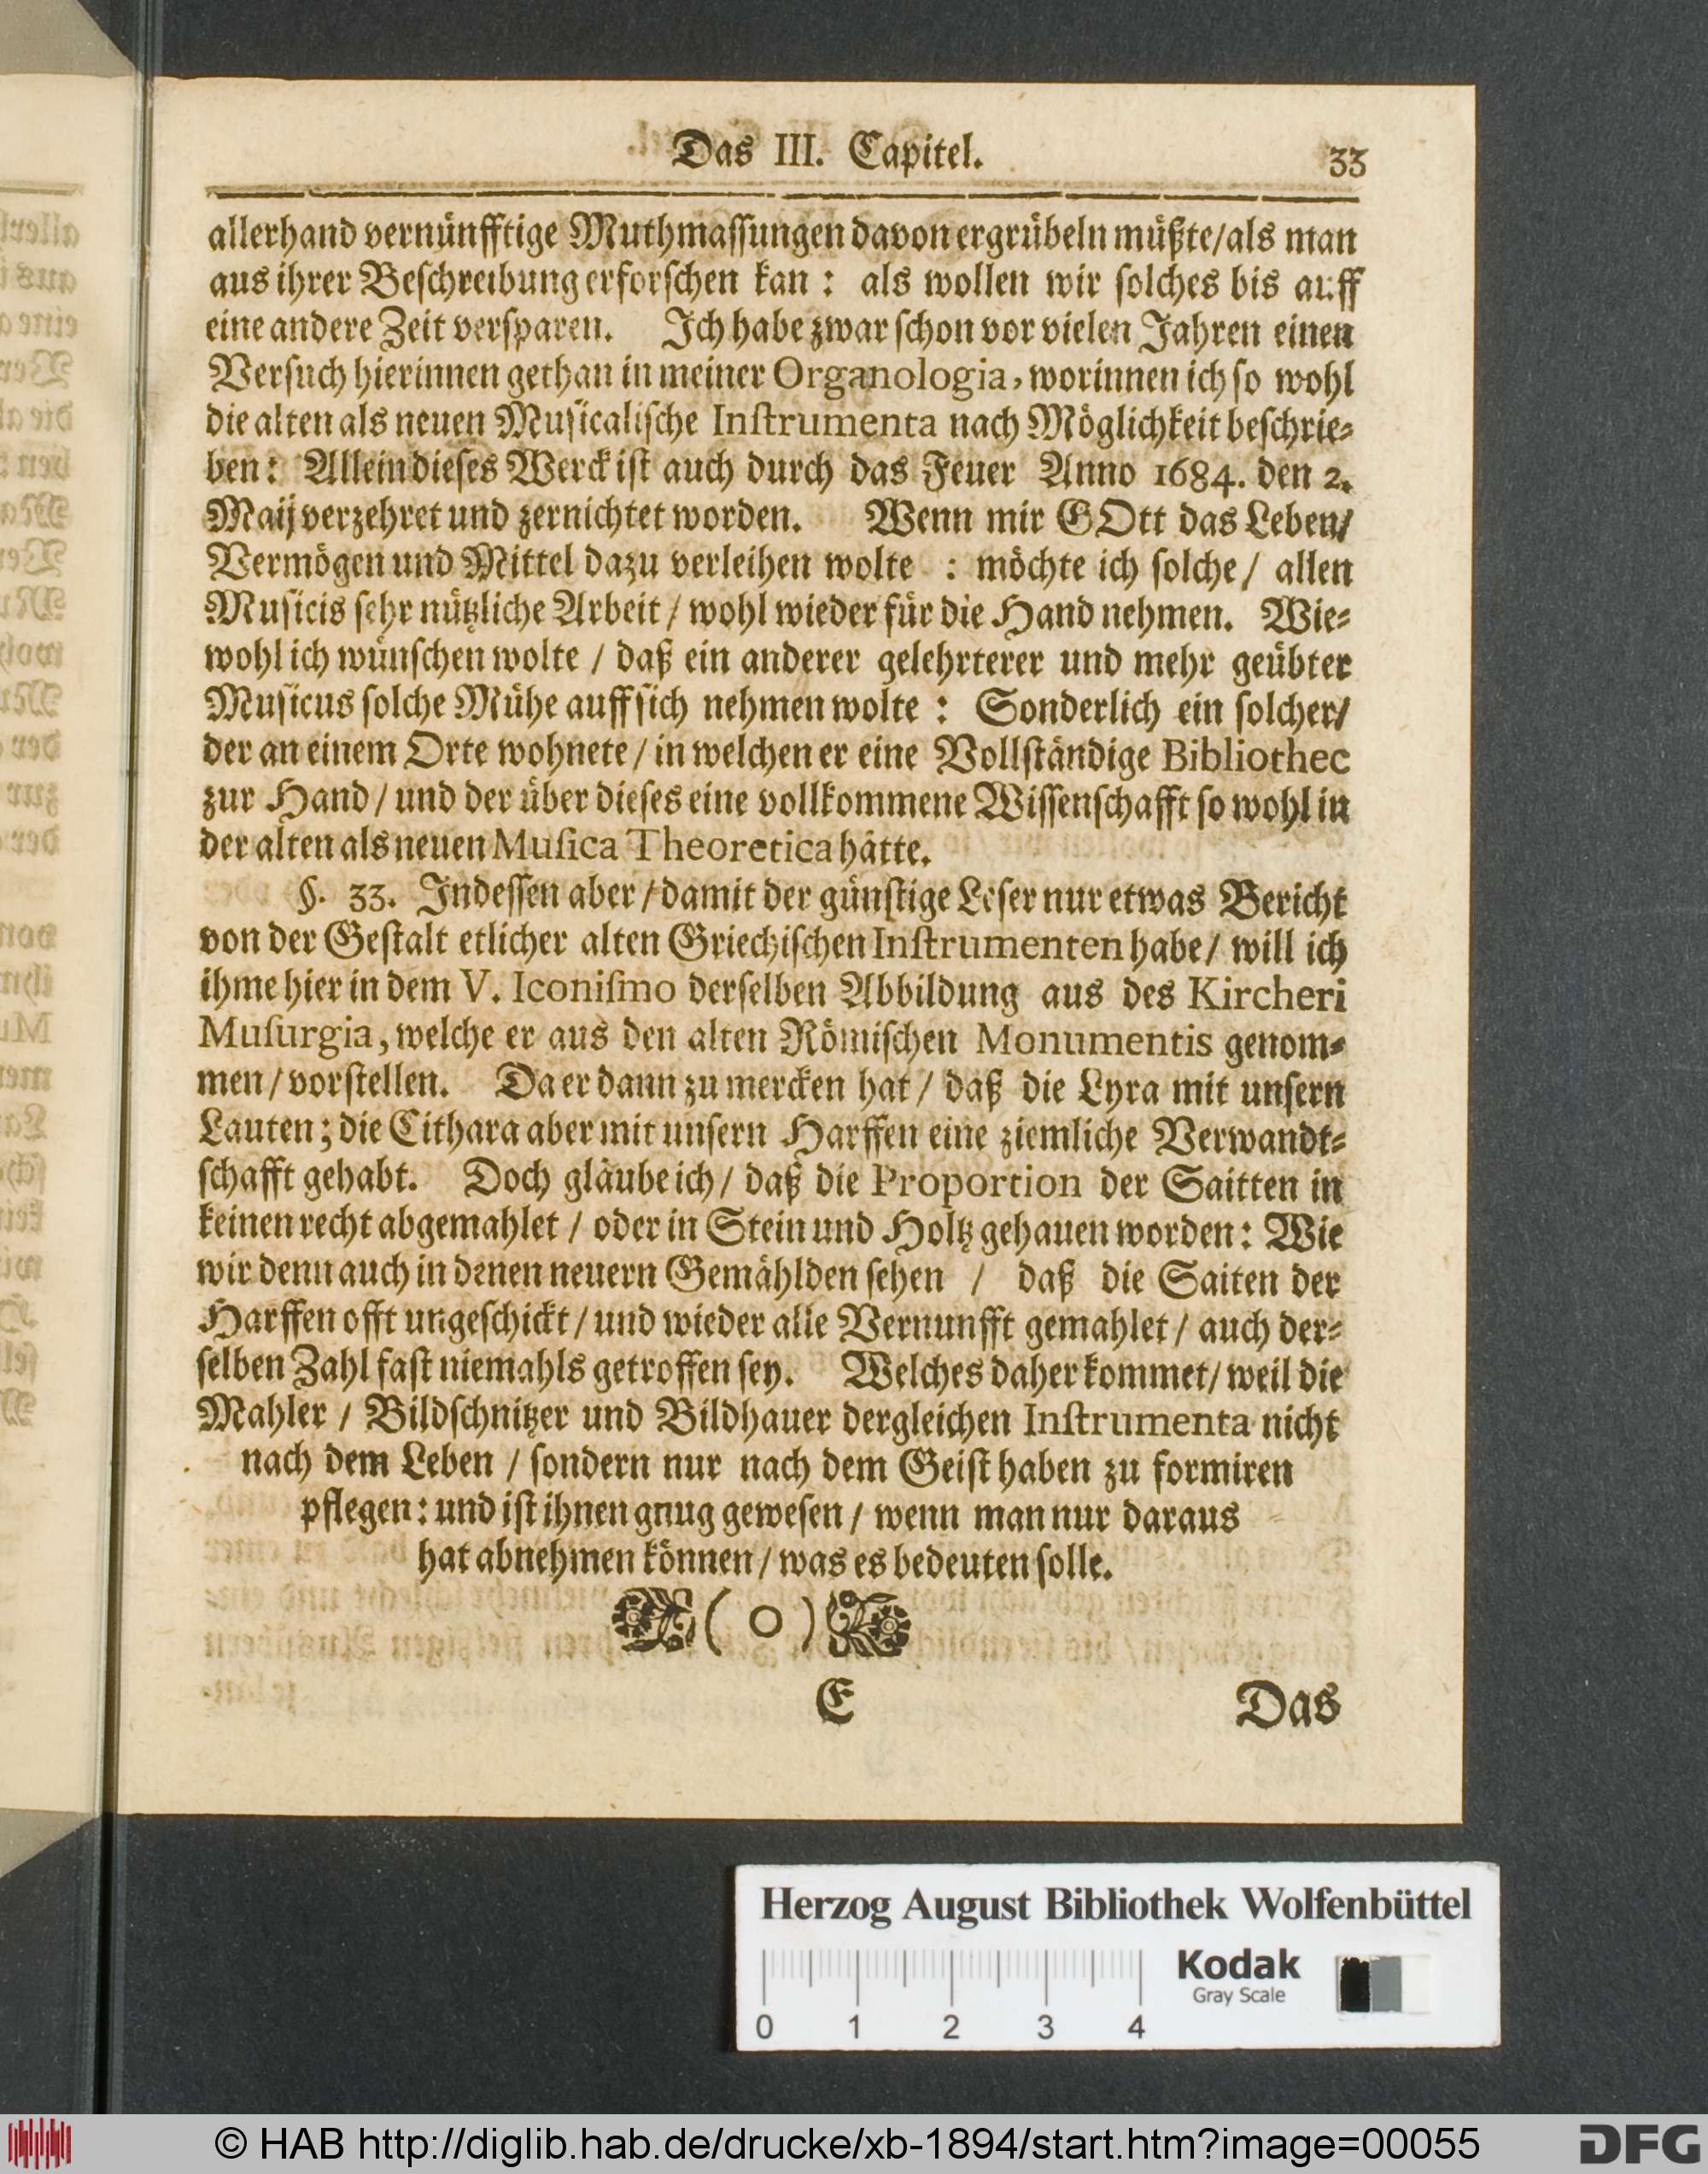 Das III. Capitel. 33
allerhand vernünfftige Muthmassungen davon ergrübeln müßte/als man
aus ihrer Beschreibung erforschen kan: als wollen wir solches bis auff
eine andere Zeit versparen. Ich habe zwar schon vor vielen Jahren einen
Versuch hierinnen gethan in meiner Organologia, worinnen ich so wohl
die alten als neuen Musicalische Inſtrumenta nach Möglichkeit beschrie-
ben: Allein dieses Werck ist auch durch das Feuer Anno 1684. den 2.
Maij verzehret und zernichtet worden. Wenn mir GOtt das Leben/
Vermögen und Mittel dazu verleihen wolte : möchte ich solche/ allen
Musicis sehr nützliche Arbeit / wohl wieder für die Hand nehmen. Wie-
wohl ich wünschen wolte / daß ein anderer gelehrterer und mehr geübter
Musicus solche Mühe auff sich nehmen wolte : Sonderlich ein solcher/
der an einem Orte wohnete / in welchen er eine Vollständige Bibliothec
zur Hand / und der über dieses eine vollkommene Wissenschafft so wohl in
der alten als neuen Muſica Theoretica hätte.
§. 33. Indessen aber / damit der günstige Leser nur etwas Bericht
von der Gestalt etlicher alten Griechischen Inſtrumenten habe/ will ich
ihme hier in dem V. Iconiſmo derselben Abbildung aus des Kircheri
Muſurgia, welche er aus den alten Römischen Monumentis genom-
men / vorstellen. Da er dann zu mercken hat / daß die Lyra mit unsern
Lauten; die Cithara aber mit unsern Harffen eine ziemliche Verwandt-
schafft gehabt. Doch gläube ich / daß die Proportion der Saitten in
keinen recht abgemahlet / oder in Stein und Holtz gehauen worden: Wie
wir denn auch in denen neuern Gemählden sehen / daß die Saiten der
Harffen offt ungeschickt / und wieder alle Vernunfft gemahlet / auch der-
selben Zahl fast niemahls getroffen sey. Welches daher kommet/ weil die
Mahler / Bildschnitzer und Bildhauer dergleichen Inſtrumenta nicht
nach dem Leben / sondern nur nach dem Geist haben zu formiren
pflegen: und ist ihnen gnug gewesen / wenn man nur daraus
hat abnehmen können / was es bedeuten solle.
( O )
E Das
Herzog August Bibliothek Wolfenbüttel
Kodak
Gray Scale
0 1 2 3 4
© HAB http://diglib.hab.de/drucke/xb-1894/start.htm?image=00055
DFG